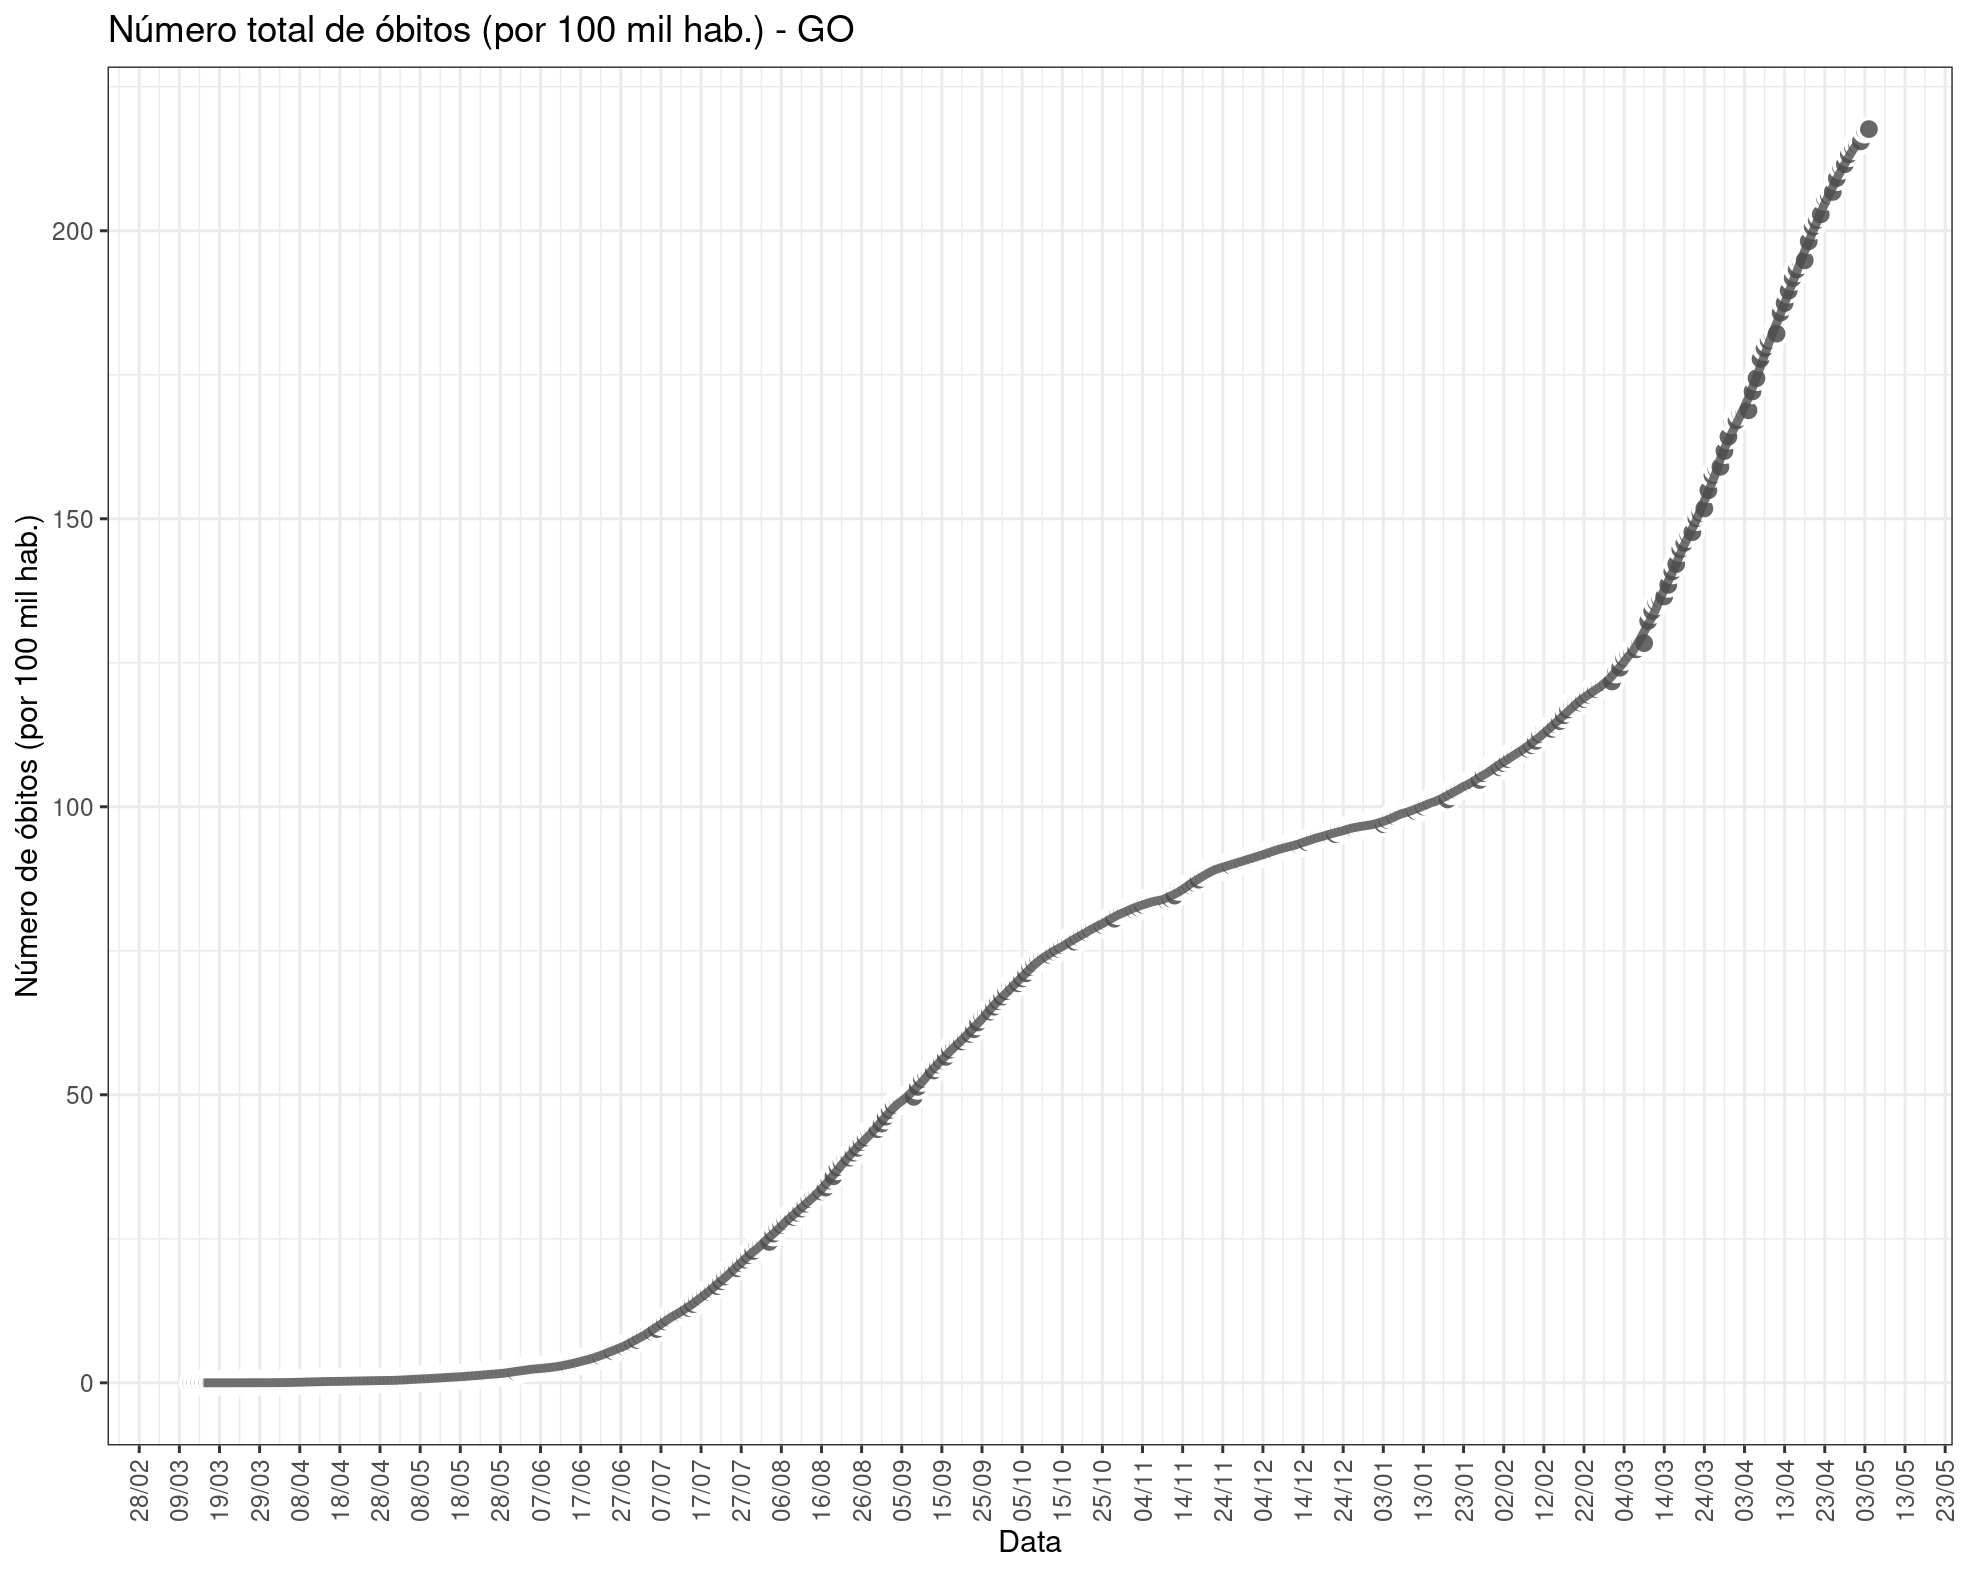 Número total de óbitos (por 100 mil hab.) - GO
Número de óbitos (por 100 mil hab.)
200
150
100
50
0
28/02 09/03 19/03 29/03 08/04 18/04 28/04 08/05 18/05 28/05 07/06 17/06 27/06 07/07 17/07 27/07 06/08 16/08 26/08 05/09 15/09 25/09 05/10 15/10 25/10 04/11 14/11 24/11 04/12 14/12 24/12 03/01 13/01 23/01 02/02 12/02 22/02 04/03 14/03 24/03 03/04 13/04 23/04 03/05 13/05 23/05
Data